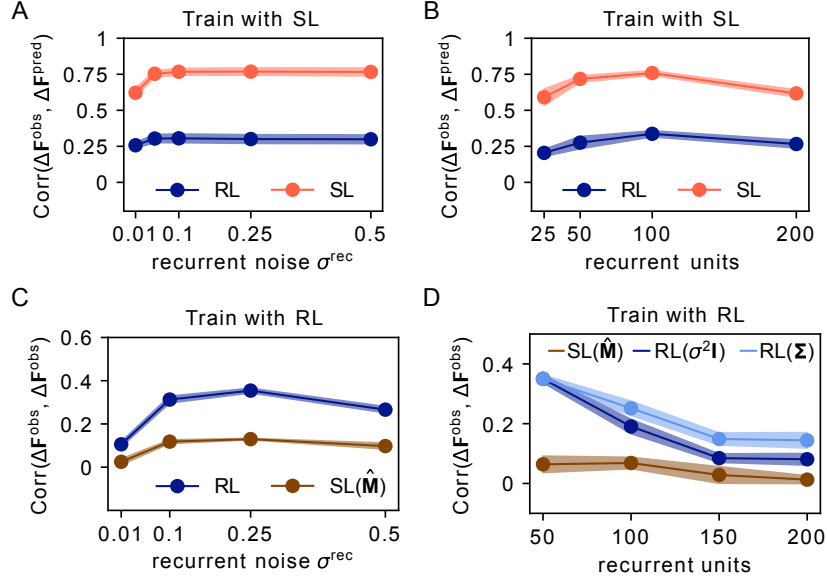 A
Train with SL
Corr(ΔF^obs, ΔF^pred)
1
0.75
0.5
0.25
0
RL
SL
0.01
0.1
0.25
0.5
recurrent noise σ^rec
B
Train with SL
Corr(ΔF^obs, ΔF^pred)
1
0.75
0.5
0.25
0
RL
SL
25
50
100
200
recurrent units
C
Train with RL
Corr(ΔF^obs, ΔF^obs)
0.6
0.4
0.2
0
RL
SL(M̂)
0.01
0.1
0.25
0.5
recurrent noise σ^rec
D
Train with RL
SL(M̂)
RL(σ²I)
RL(Σ)
Corr(ΔF^obs, ΔF^obs)
0.4
0.2
0
50
100
150
200
recurrent units